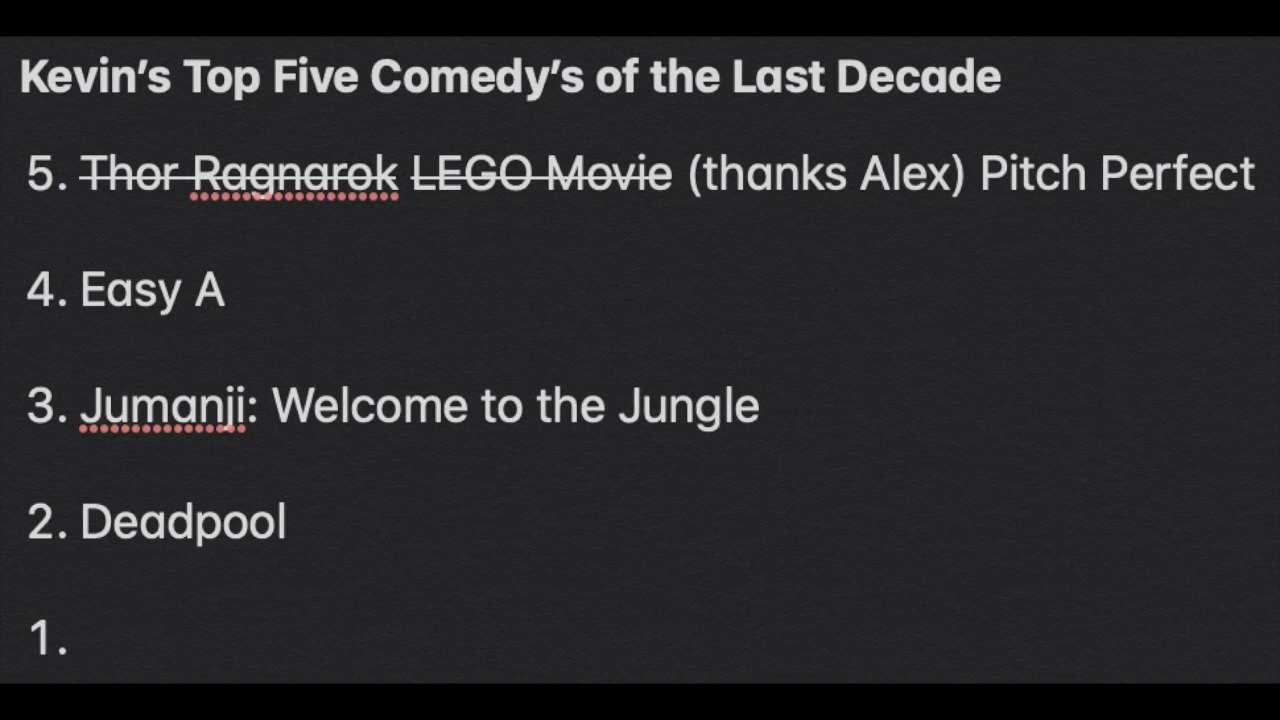 Kevin’s Top Five Comedy’s of the Last Decade
5. Thor Ragnarok LEGO Movie (thanks Alex) Pitch Perfect
4. Easy A
3. Jumanji: Welcome to the Jungle
2. Deadpool
1.